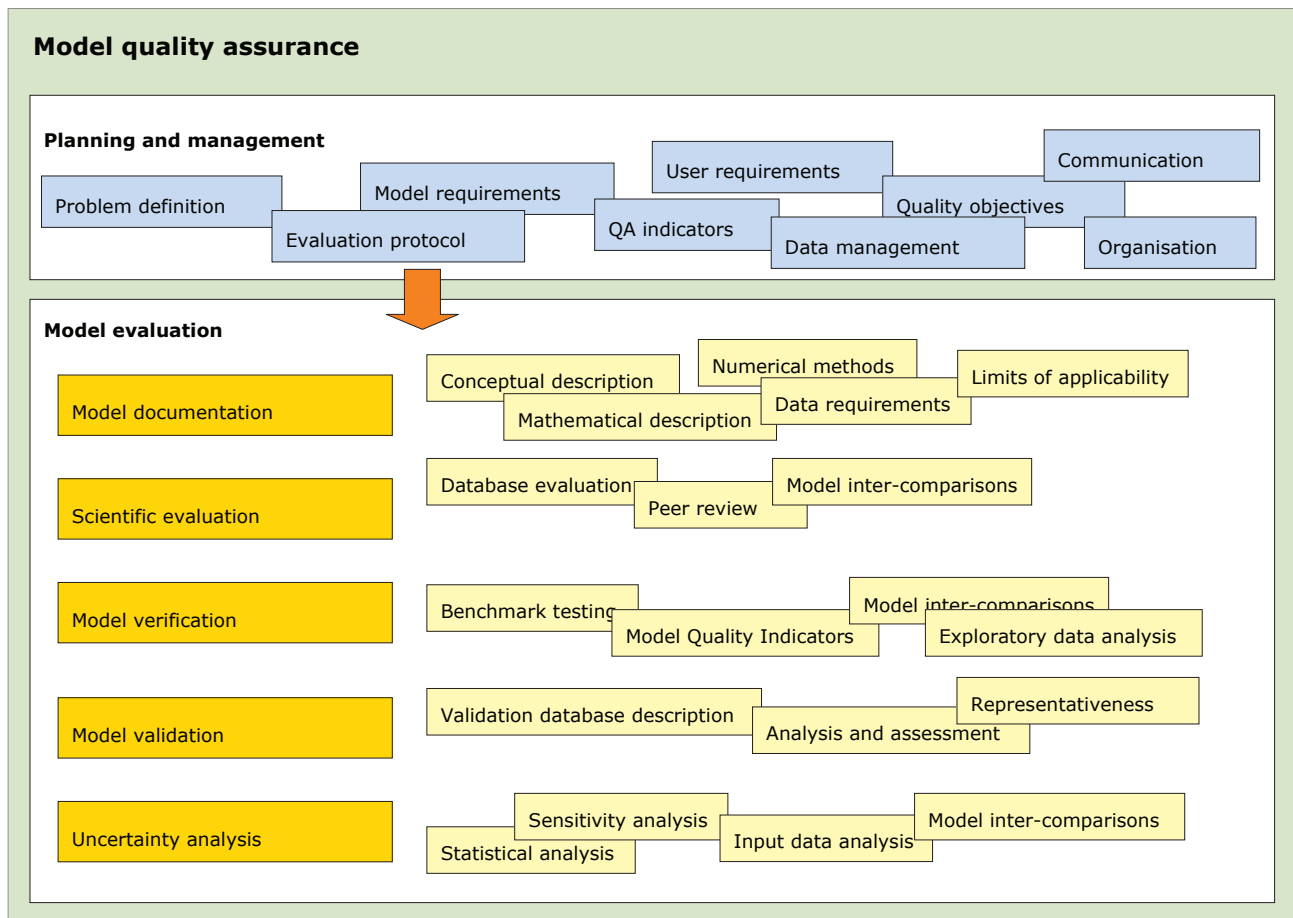 Model quality assurance
Planning and management
Problem definition
Evaluation protocol
Model requirements
QA indicators
User requirements
Data management
Quality objectives
Communication
Organisation
Model evaluation
Model documentation
Conceptual description
Mathematical description
Numerical methods
Data requirements
Limits of applicability
Scientific evaluation
Database evaluation
Peer review
Model inter-comparisons
Model verification
Benchmark testing
Model Quality Indicators
Model inter-comparisons
Exploratory data analysis
Model validation
Validation database description
Analysis and assessment
Representativeness
Uncertainty analysis
Statistical analysis
Sensitivity analysis
Input data analysis
Model inter-comparisons